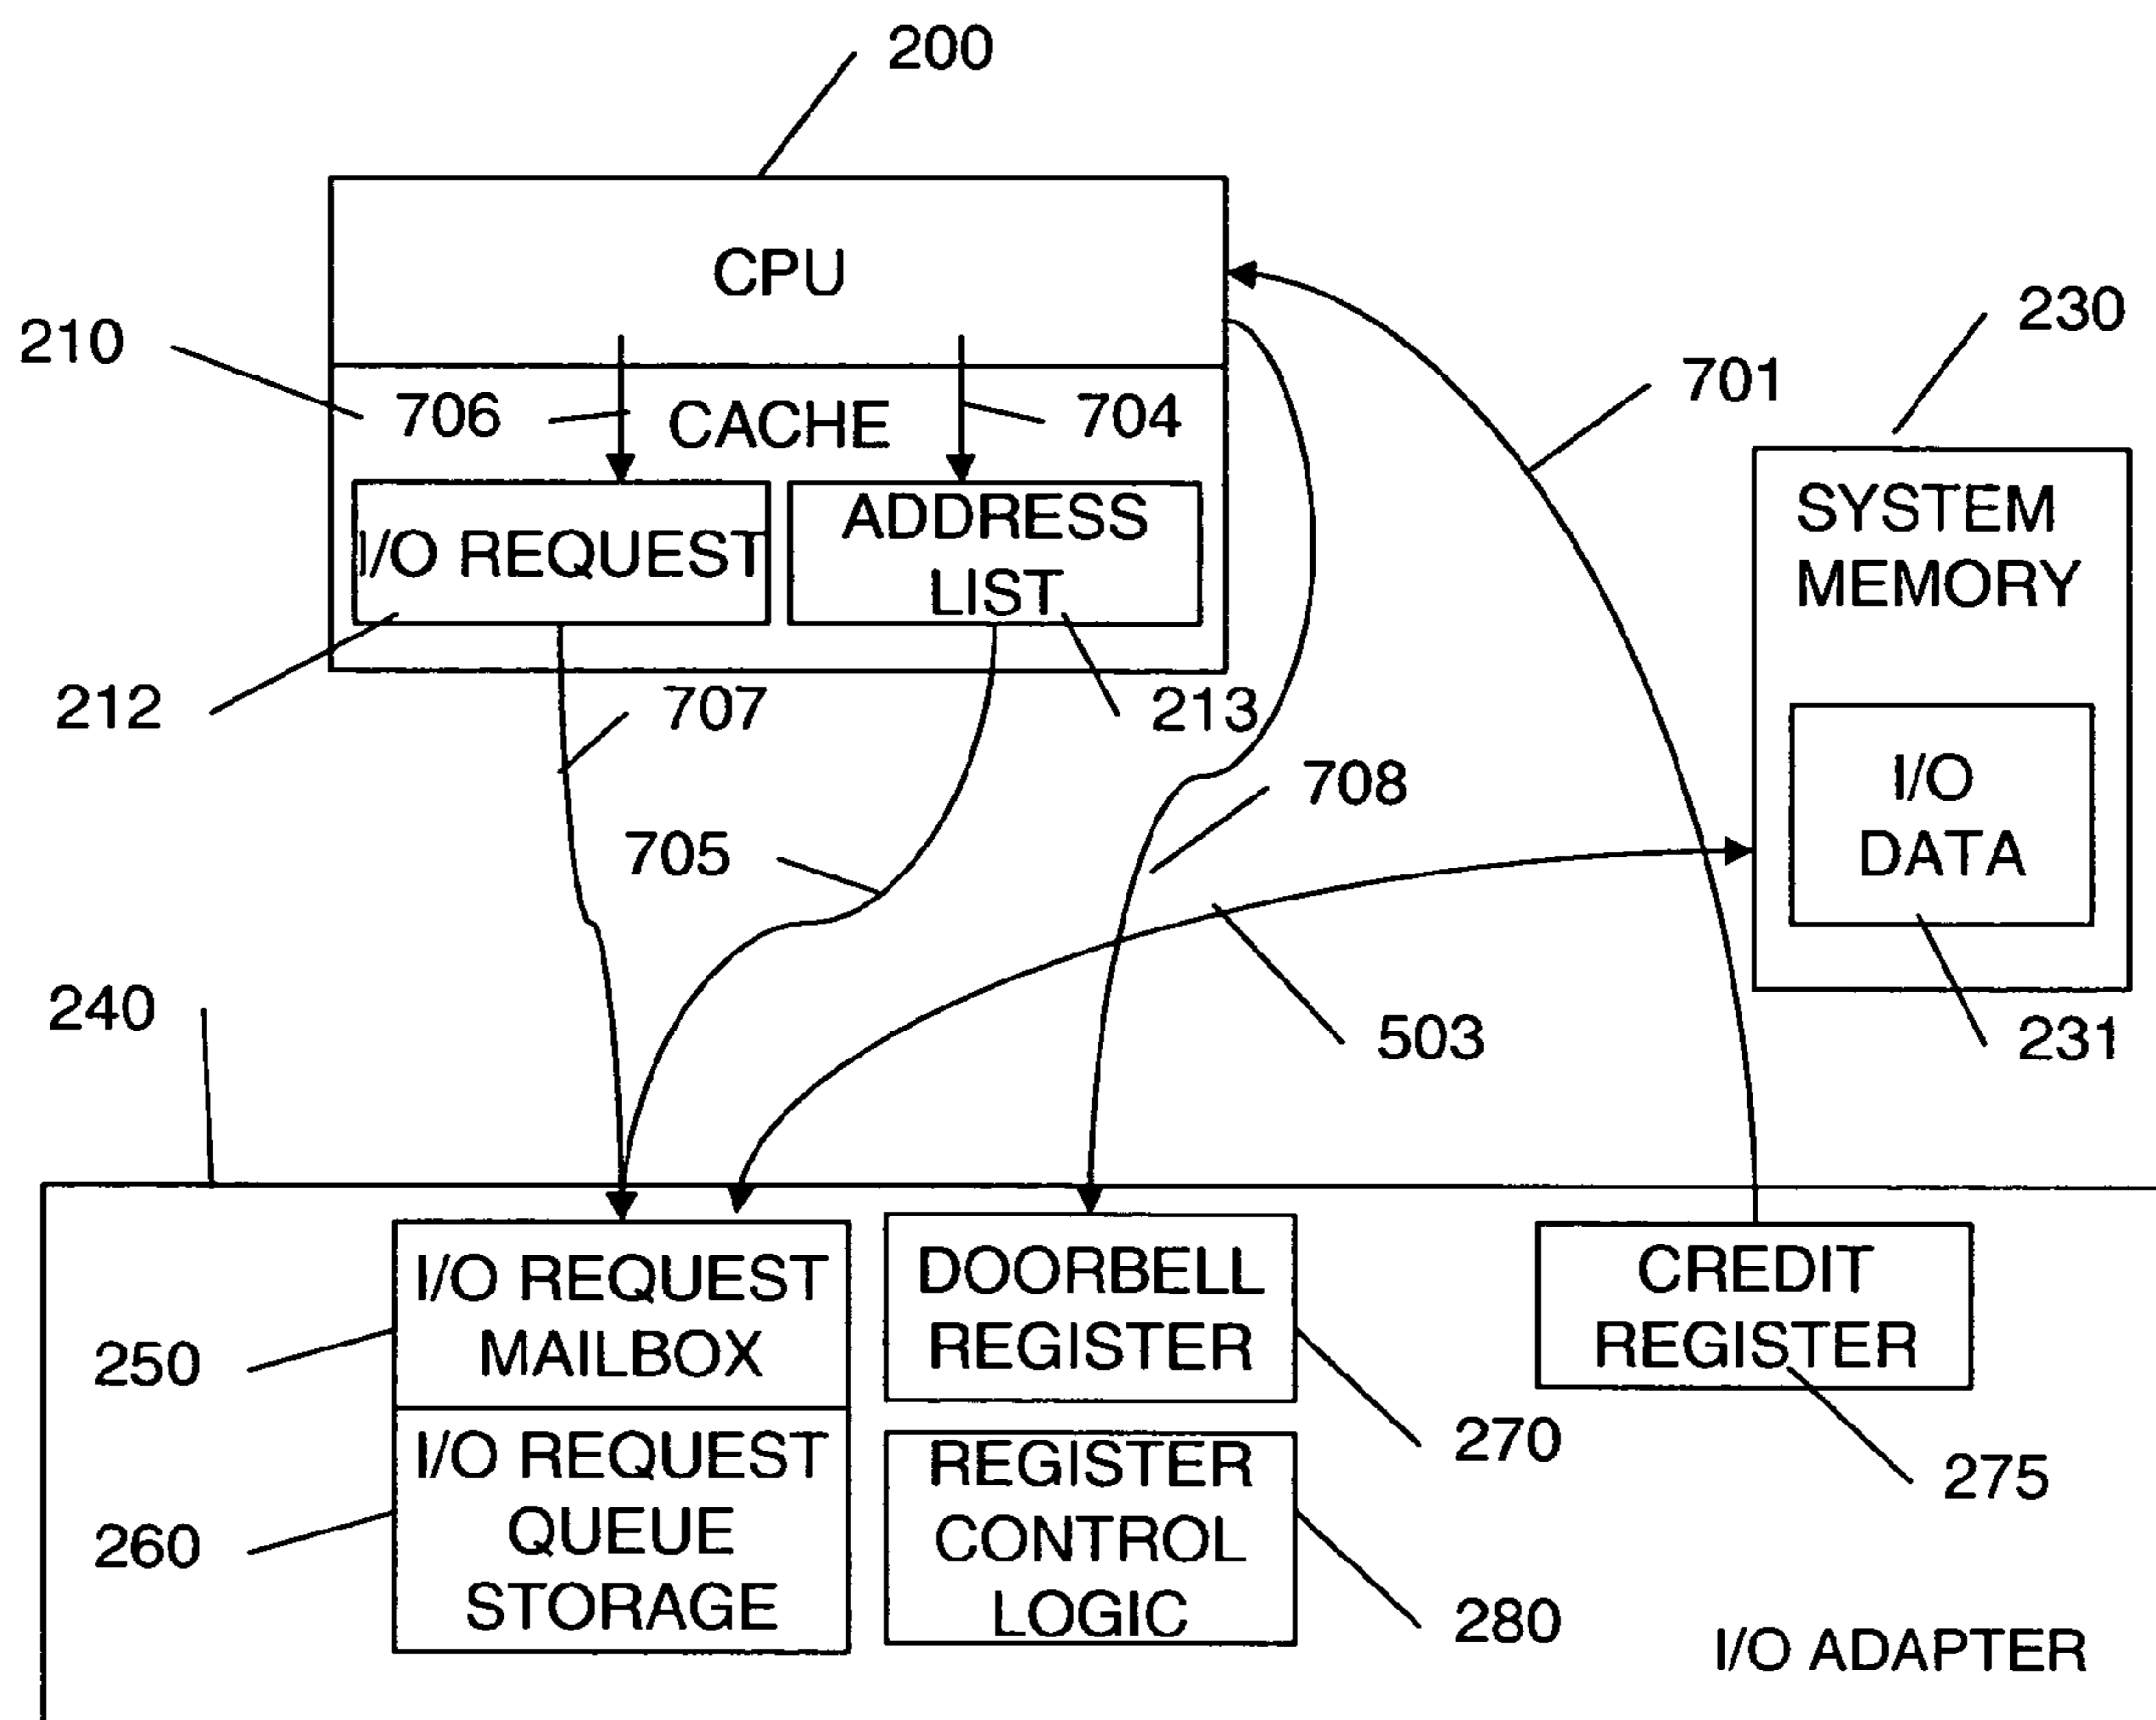 200
CPU
210
230
701
706
CACHE
704
I/O REQUEST
ADDRESS
LIST
SYSTEM
MEMORY
212
707
213
I/O
DATA
708
705
240
503
231
I/O REQUEST
MAILBOX
DOORBELL
REGISTER
CREDIT
REGISTER
250
270
275
I/O REQUEST
QUEUE
STORAGE
REGISTER
CONTROL
LOGIC
260
280
I/O ADAPTER